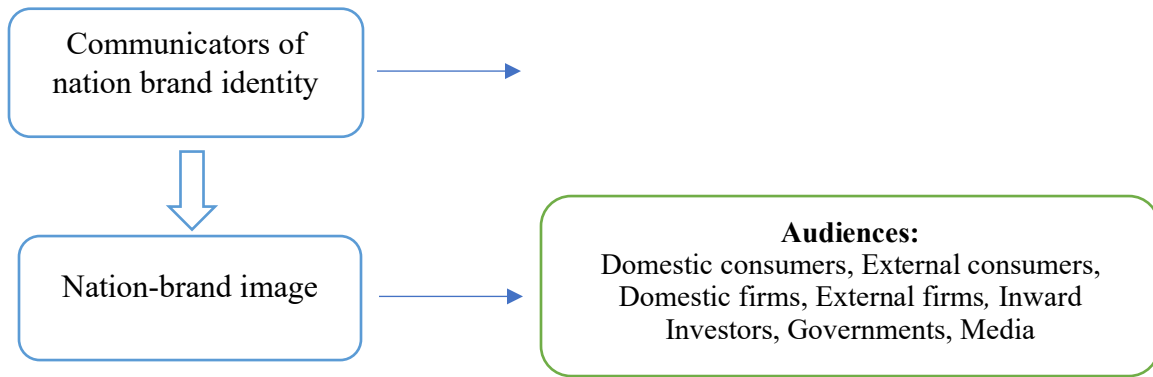 Communicators of
nation brand identity
Nation-brand image
Audiences:
Domestic consumers, External consumers,
Domestic firms, External firms, Inward
Investors, Governments, Media